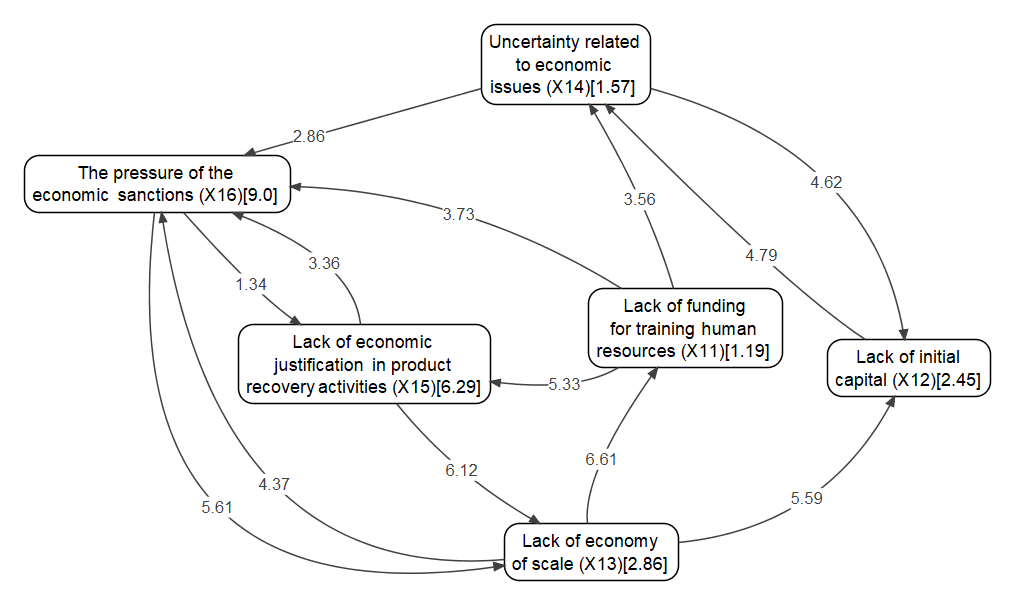 Uncertainty related
to economic
issues (X14)[1.57]
2.86
The pressure of the
economic sanctions (X16)[9.0]
4.62
3.56
3.73
4.79
3.36
1.34
Lack of funding
for training human
resources (X11)[1.19]
Lack of economic
justification in product
recovery activities (X15)[6.29]
Lack of initial
capital (X12)[2.45]
5.33
6.61
6.12
4.37
5.59
5.61
Lack of economy
of scale (X13)[2.86]